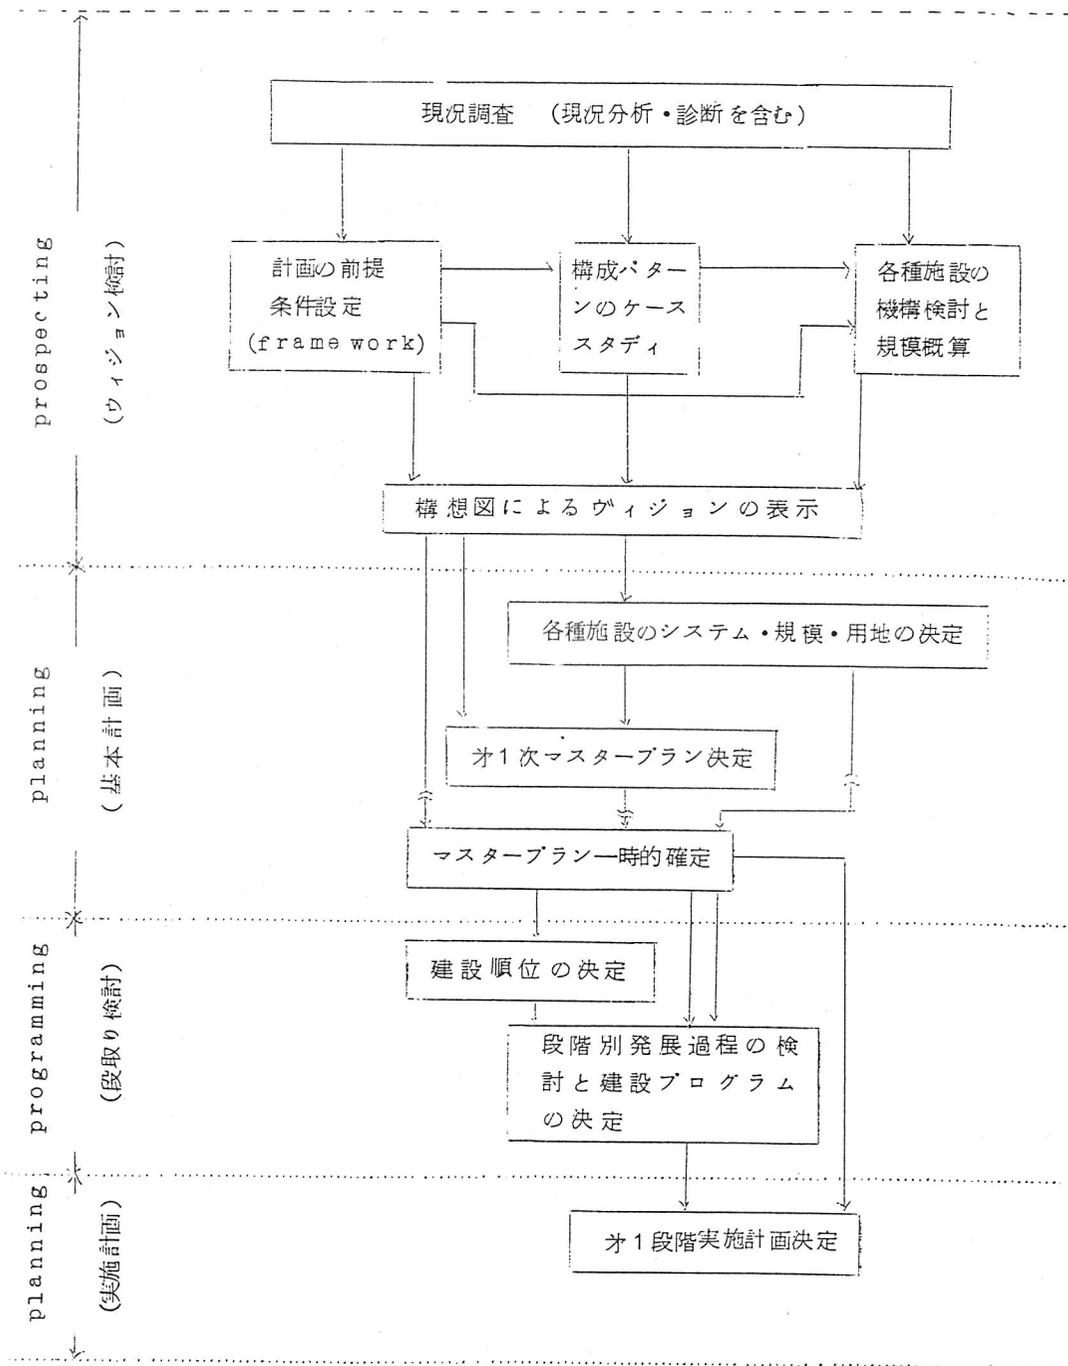 現況調査 (現況分析・診断を含む)
計画の前提
条件設定
(frame work)
構成パター
ンのケース
スタディ
各種施設の
機構検討と
規模概算
構想図によるヴィジョンの表示
prospecting
(ヴィジョン検討)
各種施設のシステム・規模・用地の決定
才1次マスタープラン決定
マスタープラン一時的確定
planning
(基本計画)
建設順位の決定
段階別発展過程の検
討と建設プログラム
の決定
programming
(段取り検討)
才1段階実施計画決定
planning
(実施計画)